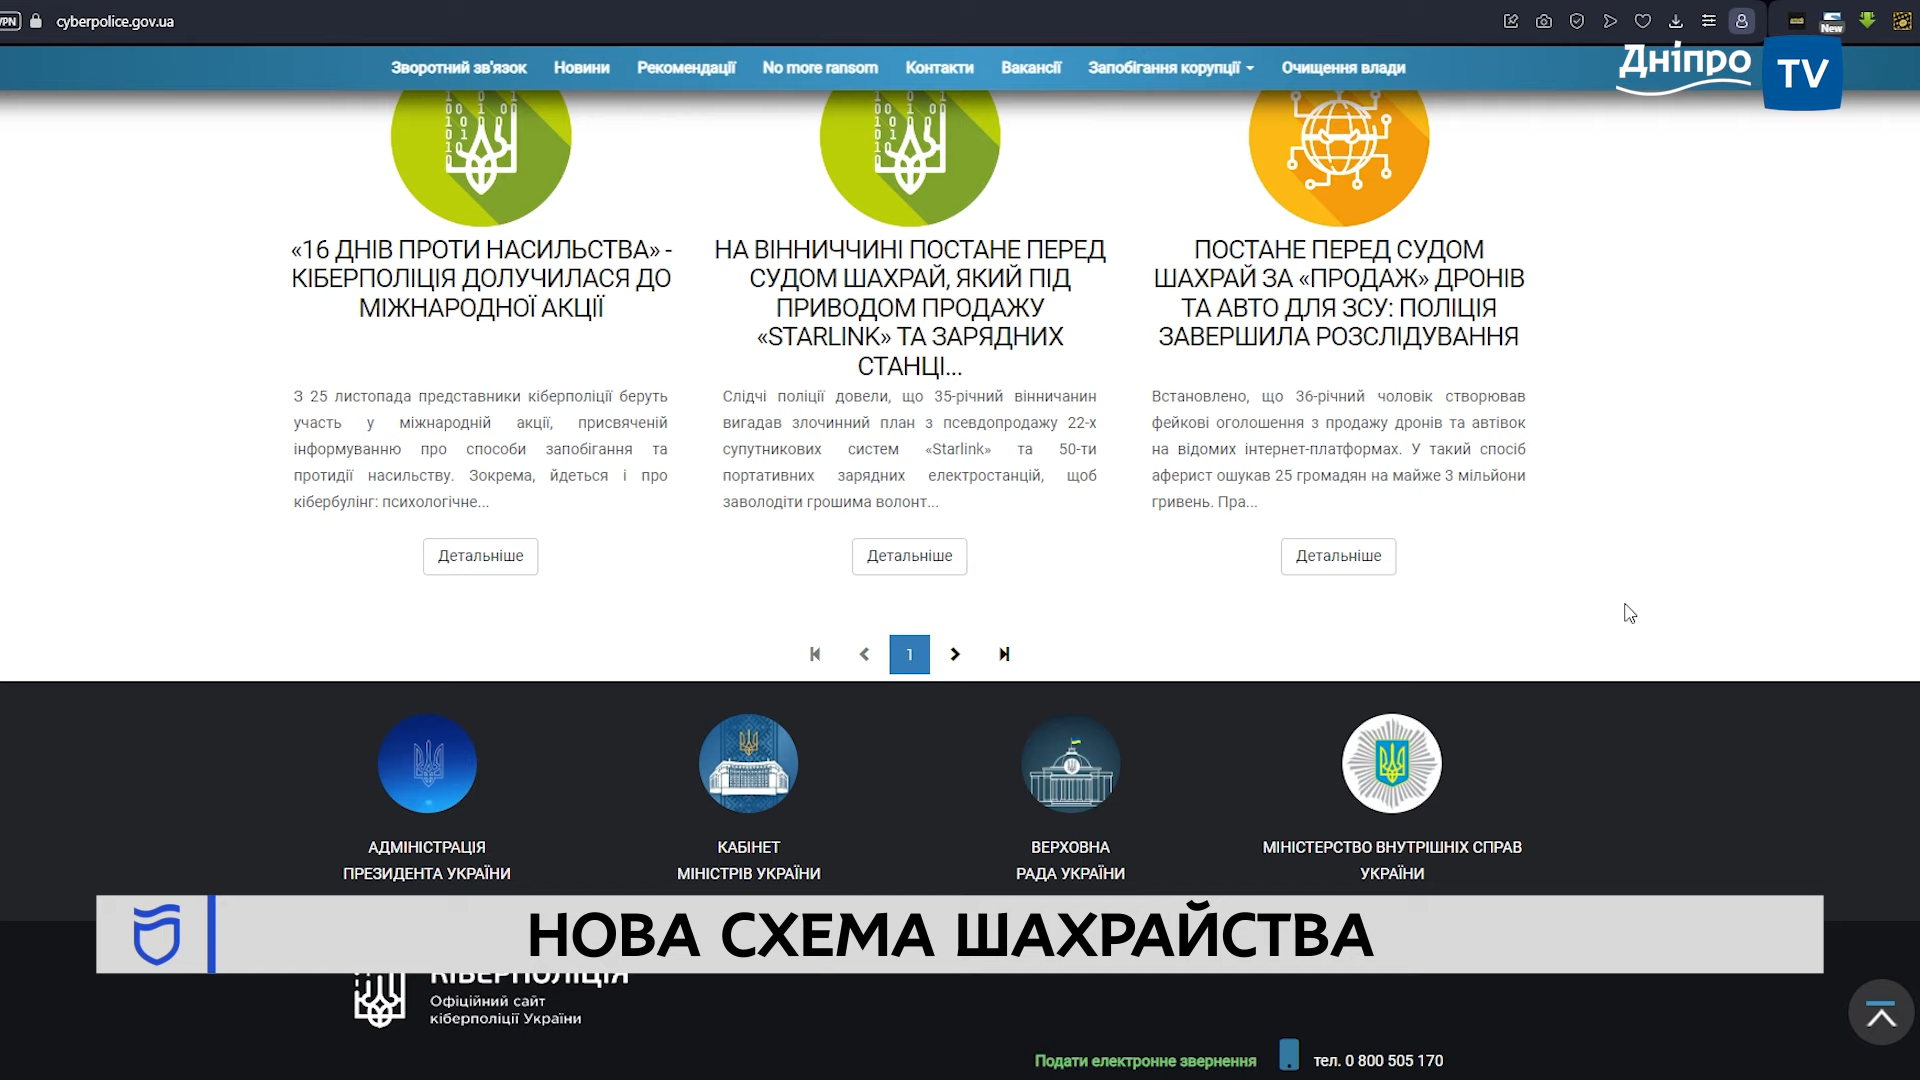 VPN
cyberpolice.gov.ua
New
Зворотний зв'язок Новини Рекомендації No more ransom Контакти Вакансії Запобігання корупції Очищення влади
Дніпро TV
«16 ДНІВ ПРОТИ НАСИЛЬСТВА» -
КІБЕРПОЛІЦІЯ ДОЛУЧИЛАСЯ ДО
МІЖНАРОДНОЇ АКЦІЇ
З 25 листопада представники кіберполіції беруть
участь у міжнародній акції, присвяченій
інформуванню про способи запобігання та
протидії насильству. Зокрема, йдеться і про
кібербулінг: психологічне...
Детальніше
НА ВІННИЧЧИНІ ПОСТАНЕ ПЕРЕД
СУДОМ ШАХРАЙ, ЯКИЙ ПІД
ПРИВОДОМ ПРОДАЖУ
«STARLINK» ТА ЗАРЯДНИХ
СТАНЦІ...
Слідчі поліції довели, що 35-річний вінничанин
вигадав злочинний план з псевдопродажу 22-х
супутникових систем «Starlink» та 50-ти
портативних зарядних електростанцій, щоб
заволодіти грошима волонт...
Детальніше
ПОСТАНЕ ПЕРЕД СУДОМ
ШАХРАЙ ЗА «ПРОДАЖ» ДРОНІВ
ТА АВТО ДЛЯ ЗСУ: ПОЛІЦІЯ
ЗАВЕРШИЛА РОЗСЛІДУВАННЯ
Встановлено, що 36-річний чоловік створював
фейкові оголошення з продажу дронів та автівок
на відомих інтернет-платформах. У такий спосіб
аферист ошукав 25 громадян на майже 3 мільйони
гривень. Пра...
Детальніше
1
АДМІНІСТРАЦІЯ
ПРЕЗИДЕНТА УКРАЇНИ
КАБІНЕТ
МІНІСТРІВ УКРАЇНИ
ВЕРХОВНА
РАДА УКРАЇНИ
МІНІСТЕРСТВО ВНУТРІШНІХ СПРАВ
УКРАЇНИ
НОВА СХЕМА ШАХРАЙСТВА
КІБЕРПОЛІЦІЯ
Офіційний сайт
кіберполіції України
Подати електронне звернення
тел. 0 800 505 170